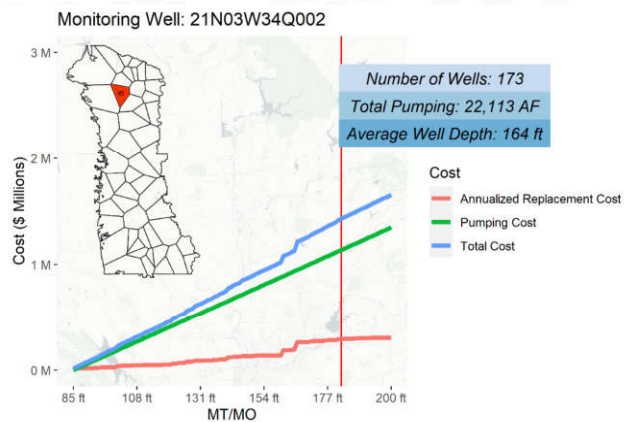 Monitoring Well: 21N03W34Q002
3 M
Number of Wells: 173
Total Pumping: 22,113 AF
Average Well Depth: 164 ft
2 M
Cost
Annualized Replacement Cost
Pumping Cost
Total Cost
Cost ($ Millions)
1 M
0 M
85 ft 108 ft 131 ft 154 ft 177 ft 200 ft
MT/MO